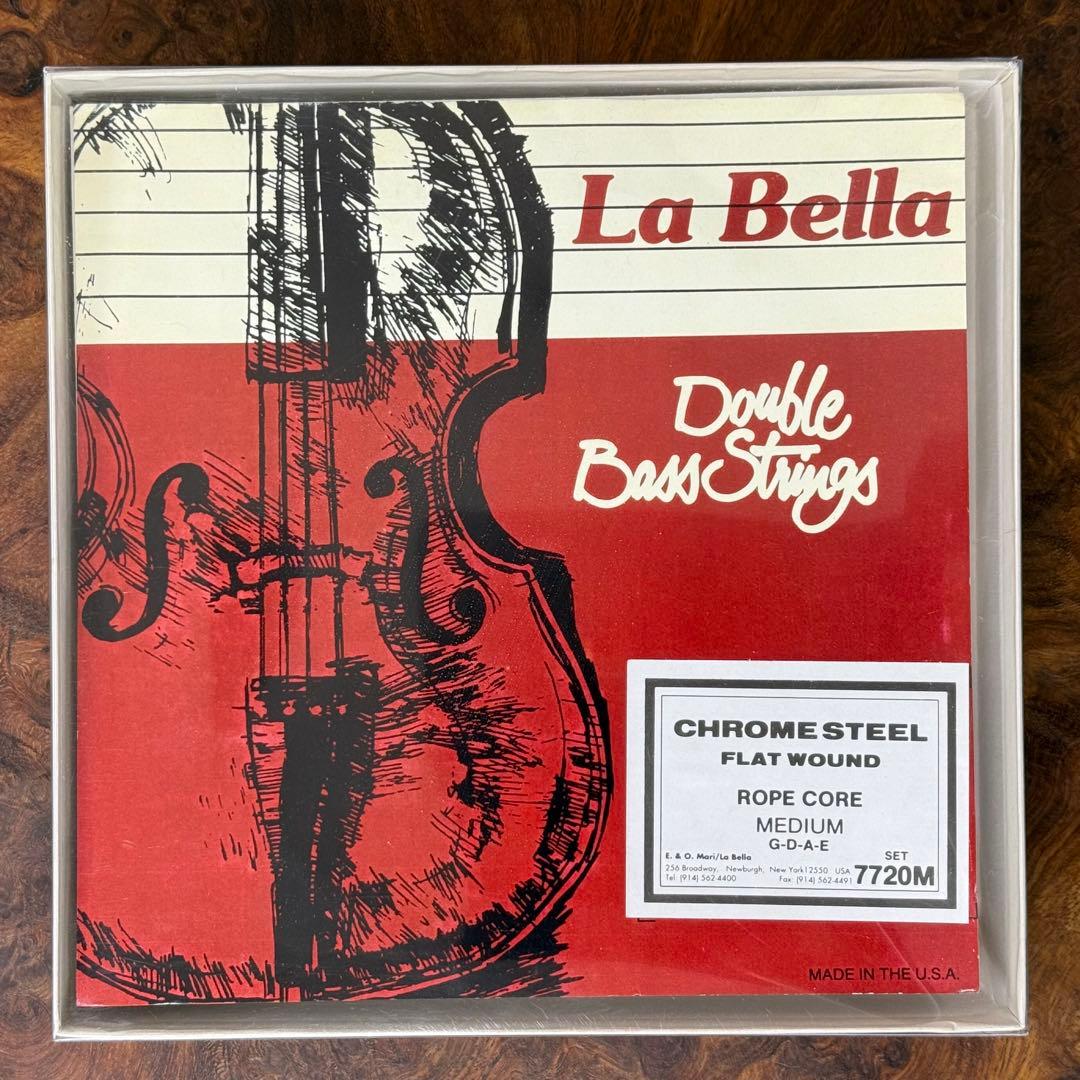 La Bella
Double
Bass Strings
CHROME STEEL
FLAT WOUND
ROPE CORE
MEDIUM
G-D-A-E
E. & O. Mari/La Bella
256 Broadway, Newburgh, New York 12550 USA
Tel: (914) 562-4400 Fax: (914) 562-4491
SET
7720M
MADE IN THE U.S.A.